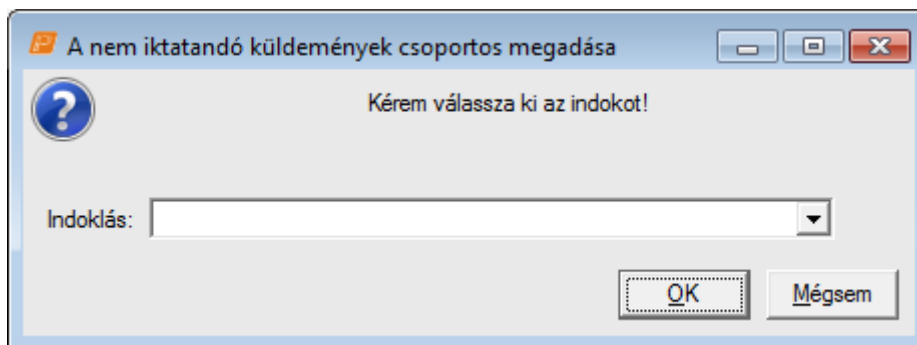 A nem iktatandó küldemények csoportos megadása
Kérem válassza ki az indokot!
Indoklás:
OK
Mégsem